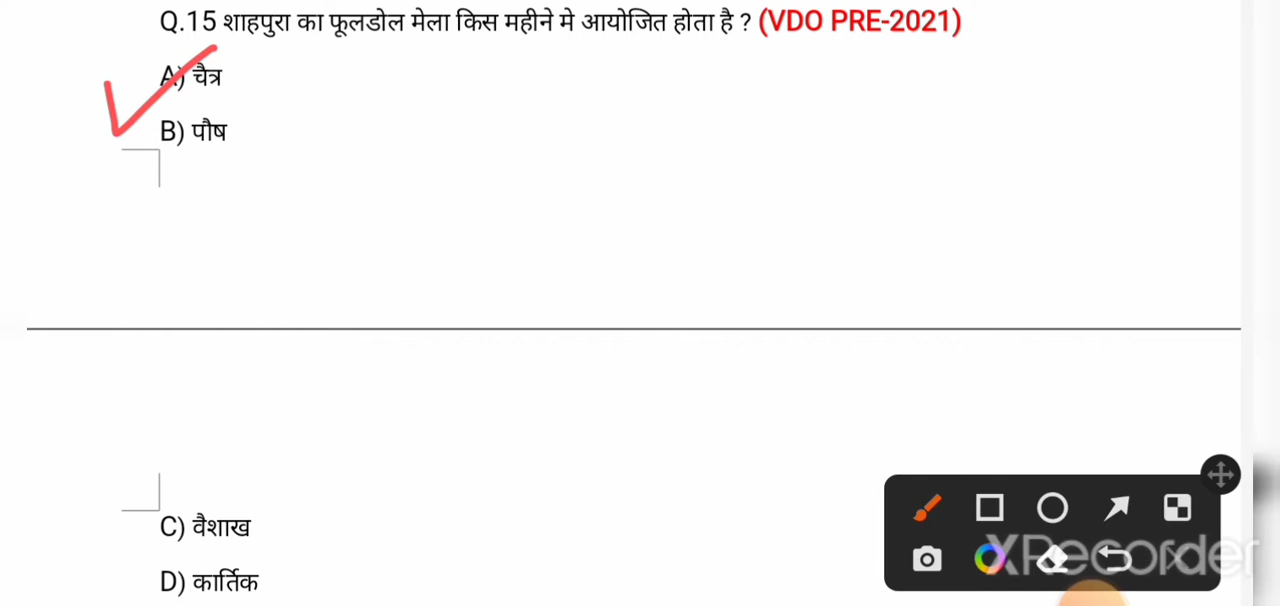 Q.15 शाहपुरा का फूलडोल मेला किस महीने मे आयोजित होता है ? (VDO PRE-2021)
A) चैत्र
B) पौष
C) वैशाख
D) कार्तिक
XRecorder